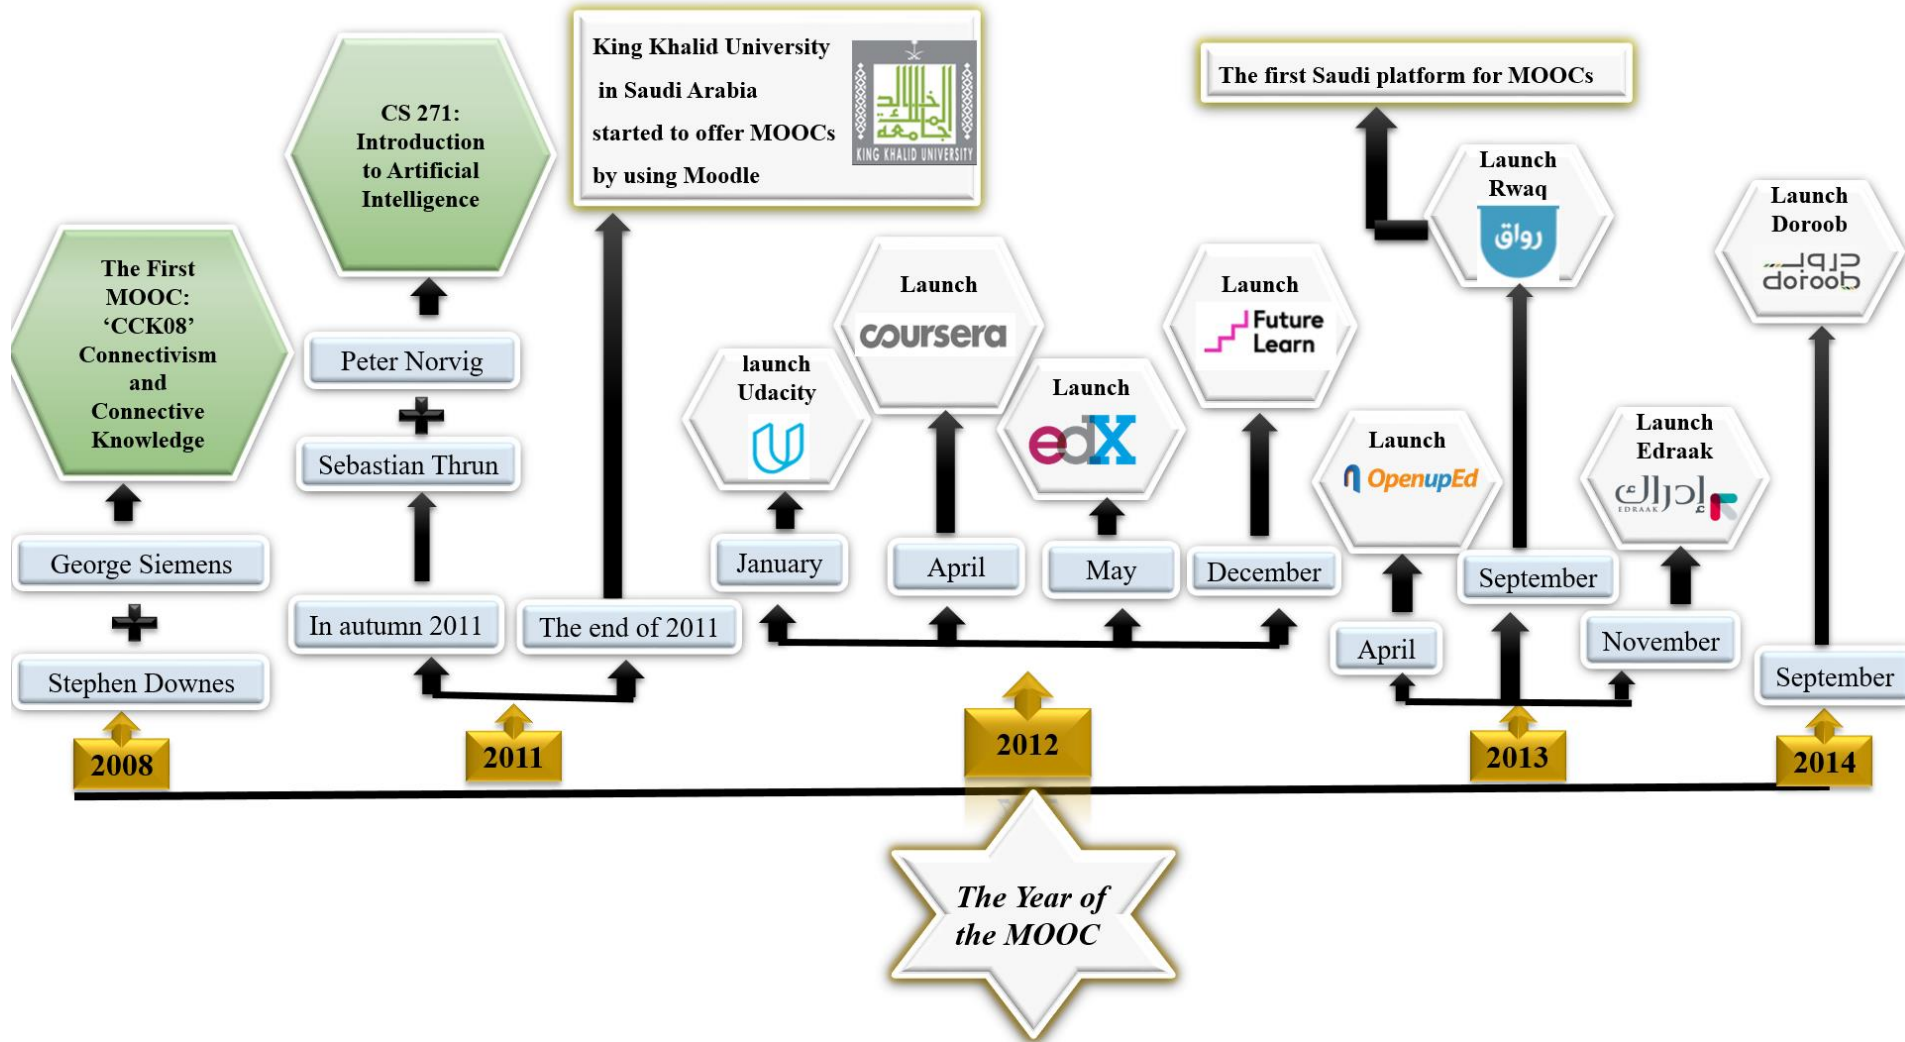 The First
MOOC:
‘CCK08’
Connectivism
and
Connective
Knowledge
George Siemens
Stephen Downes
2008
CS 271:
Introduction
to Artificial
Intelligence
Peter Norvig
Sebastian Thrun
In autumn 2011
King Khalid University
in Saudi Arabia
started to offer MOOCs
by using Moodle
جامعة الملك خالد
KING KHALID UNIVERSITY
The end of 2011
2011
launch
Udacity
January
Launch
coursera
April
Launch
edX
May
Launch
Future
Learn
December
2012
The Year of
the MOOC
Launch
OpenupEd
April
The first Saudi platform for MOOCs
Launch
Rwaq
رواق
September
Launch
Edraak
إدراك
EDRAAK
November
2013
Launch
Doroob
دروب
doroob
September
2014